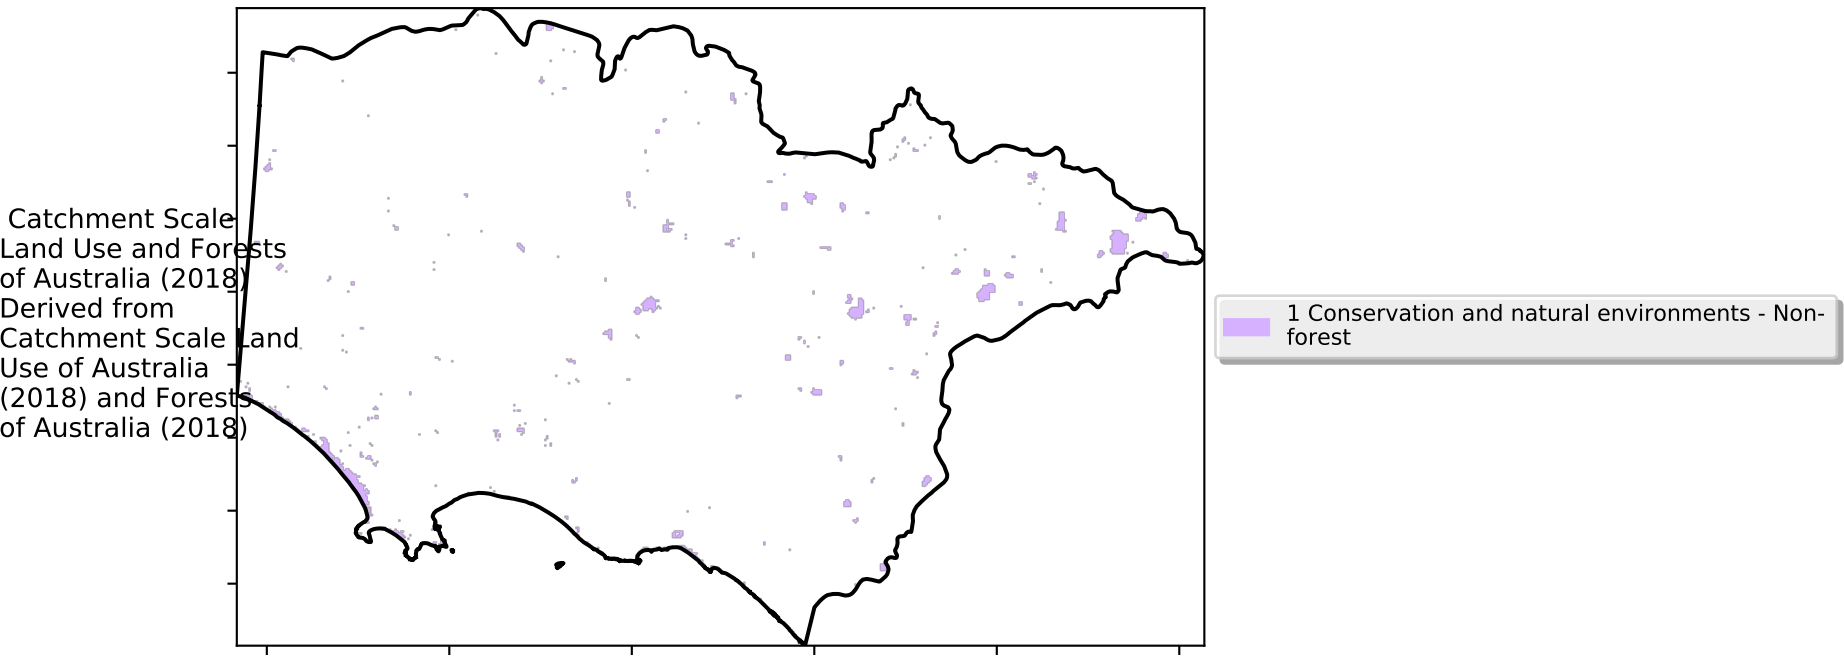 Catchment Scale
Land Use and Forests
of Australia (2018)
Derived from
Catchment Scale Land
Use of Australia
(2018) and Forests
of Australia (2018)
1 Conservation and natural environments - Non-
forest